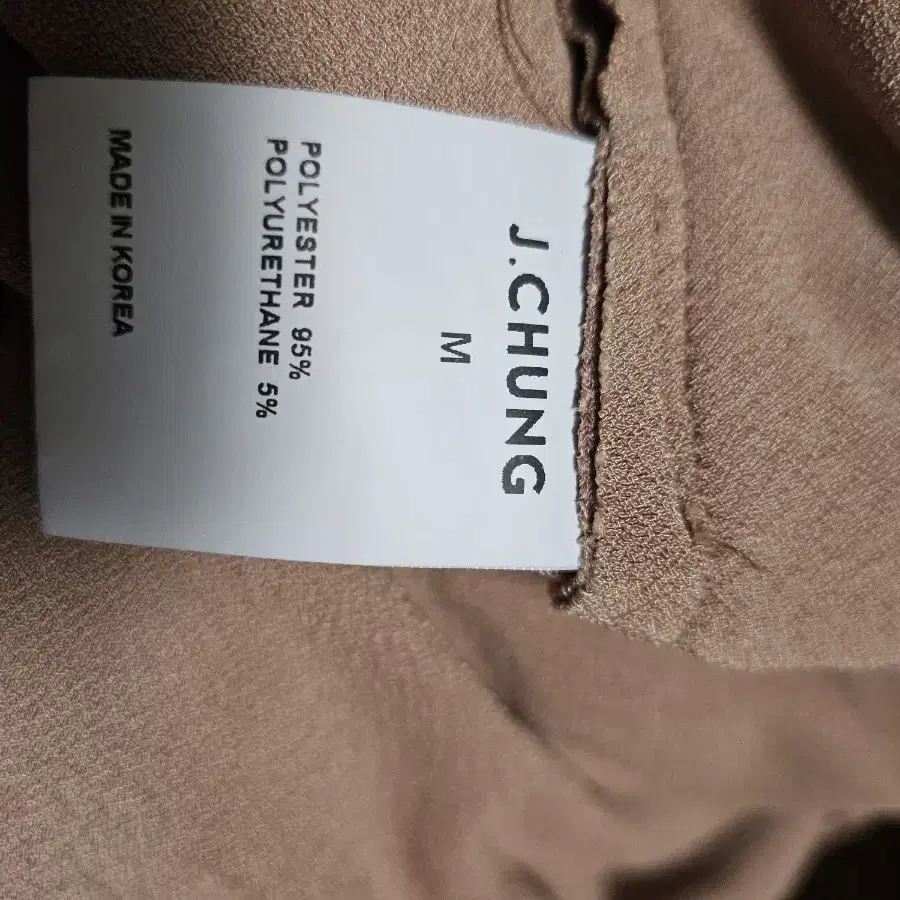 J.CHUNG
M
POLYESTER 95%
POLYURETHANE 5%
MADE IN KOREA